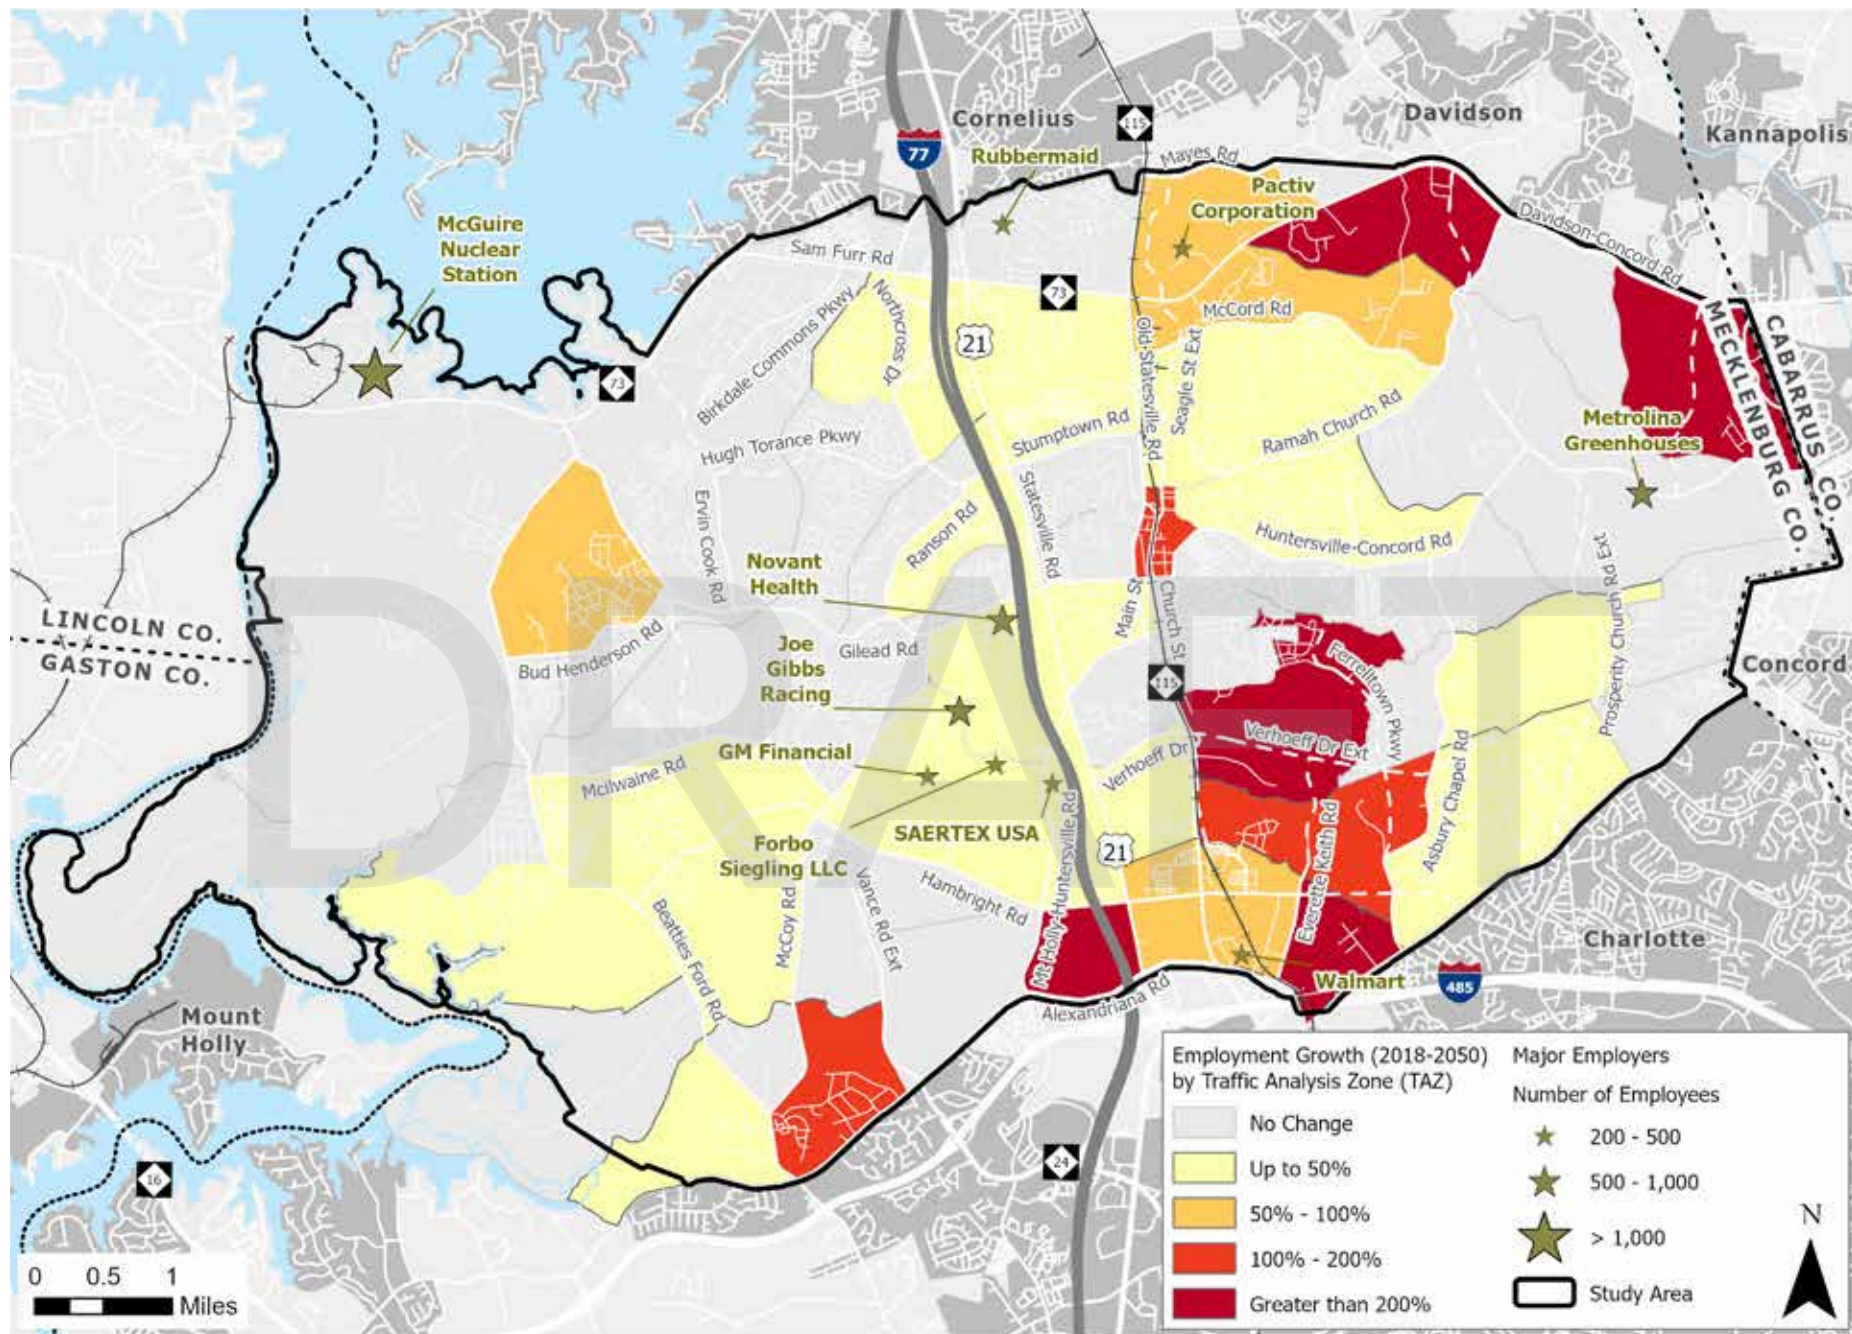 Cornelius
Davidson
Kannapolis
115
77
Rubbermaid
Mayes Rd
Pactiv
Corporation
McGuire
Nuclear
Station
Sam Furr Rd
Davidson-Concord Rd
73
McCord Rd
21
Northcross Dr
Birkdale Commons Pkwy
Old Statesville Rd
Seagle St Ext
MECKLENBURG CO.
CABARRUS CO.
73
Metrolina
Greenhouses
Stumptown Rd
Ramah Church Rd
Hugh Torance Pkwy
Ervin Cook Rd
Statesville Rd
Ranson Rd
Huntersville-Concord Rd
Novant
Health
Main St
Church St
Prosperity Church Rd Ext
LINCOLN CO.
GASTON CO.
DRAFT
Joe
Gibbs
Racing
Gilead Rd
Bud Henderson Rd
Ferrelltown Pkwy
115
Concord
GM Financial
Verhoeff Dr
Verhoeff Dr Ext
Mcilwaine Rd
Asbury Chapel Rd
SAERTEX USA
Forbo
Siegling LLC
21
Mt Holly-Huntersville Rd
Everette Keith Rd
Hambright Rd
McCoy Rd
Vance Rd Ext
Beatties Ford Rd
Charlotte
Walmart
485
Alexandriana Rd
Mount
Holly
16
24
0 0.5 1
Miles
Employment Growth (2018-2050)
by Traffic Analysis Zone (TAZ)
No Change
Up to 50%
50% - 100%
100% - 200%
Greater than 200%
Major Employers
Number of Employees
200 - 500
500 - 1,000
> 1,000
Study Area
N